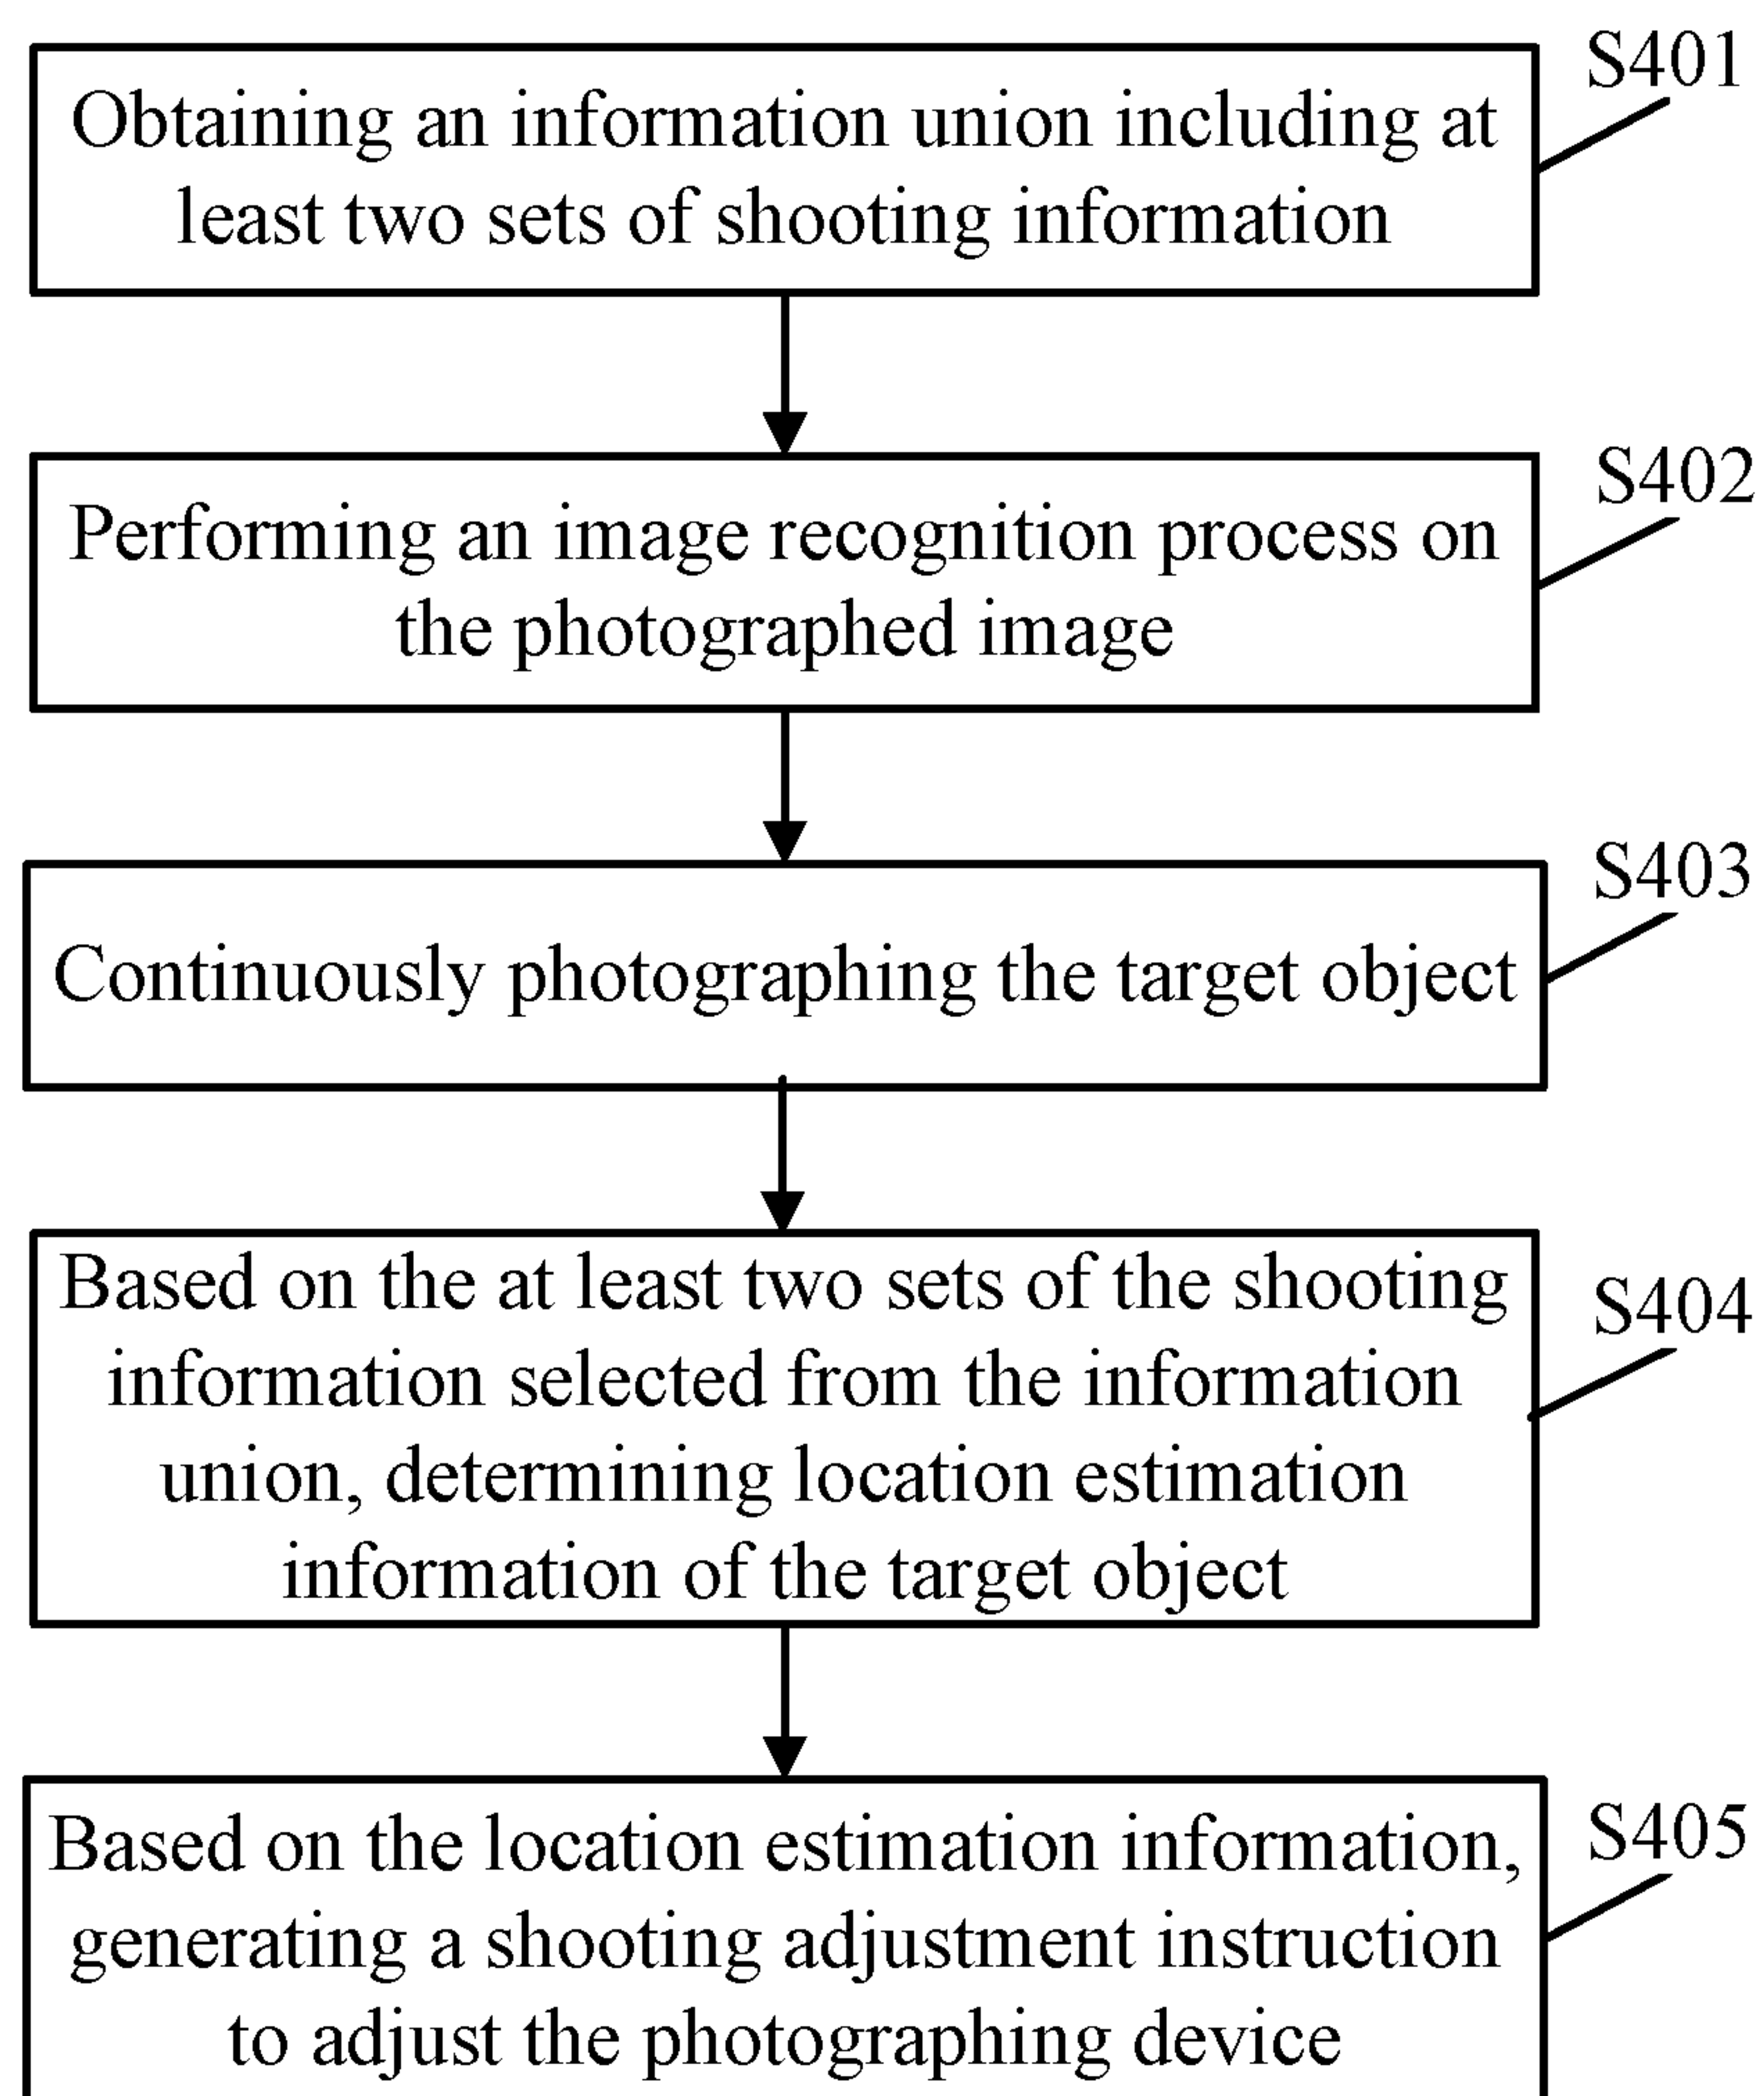 S401
Obtaining an information union including at
least two sets of shooting information
S402
Performing an image recognition process on
the photographed image
S403
Continuously photographing the target object
S404
Based on the at least two sets of the shooting
information selected from the information
union, determining location estimation
information of the target object
S405
Based on the location estimation information,
generating a shooting adjustment instruction
to adjust the photographing device